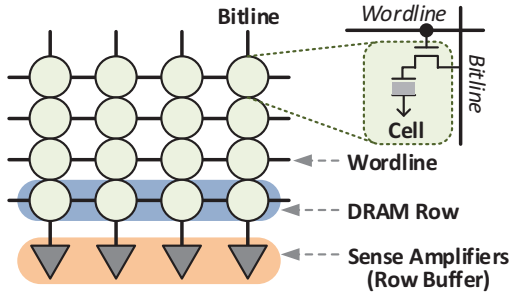 Bitline
Wordline
Bitline
Cell
Wordline
DRAM Row
Sense Amplifiers
(Row Buffer)